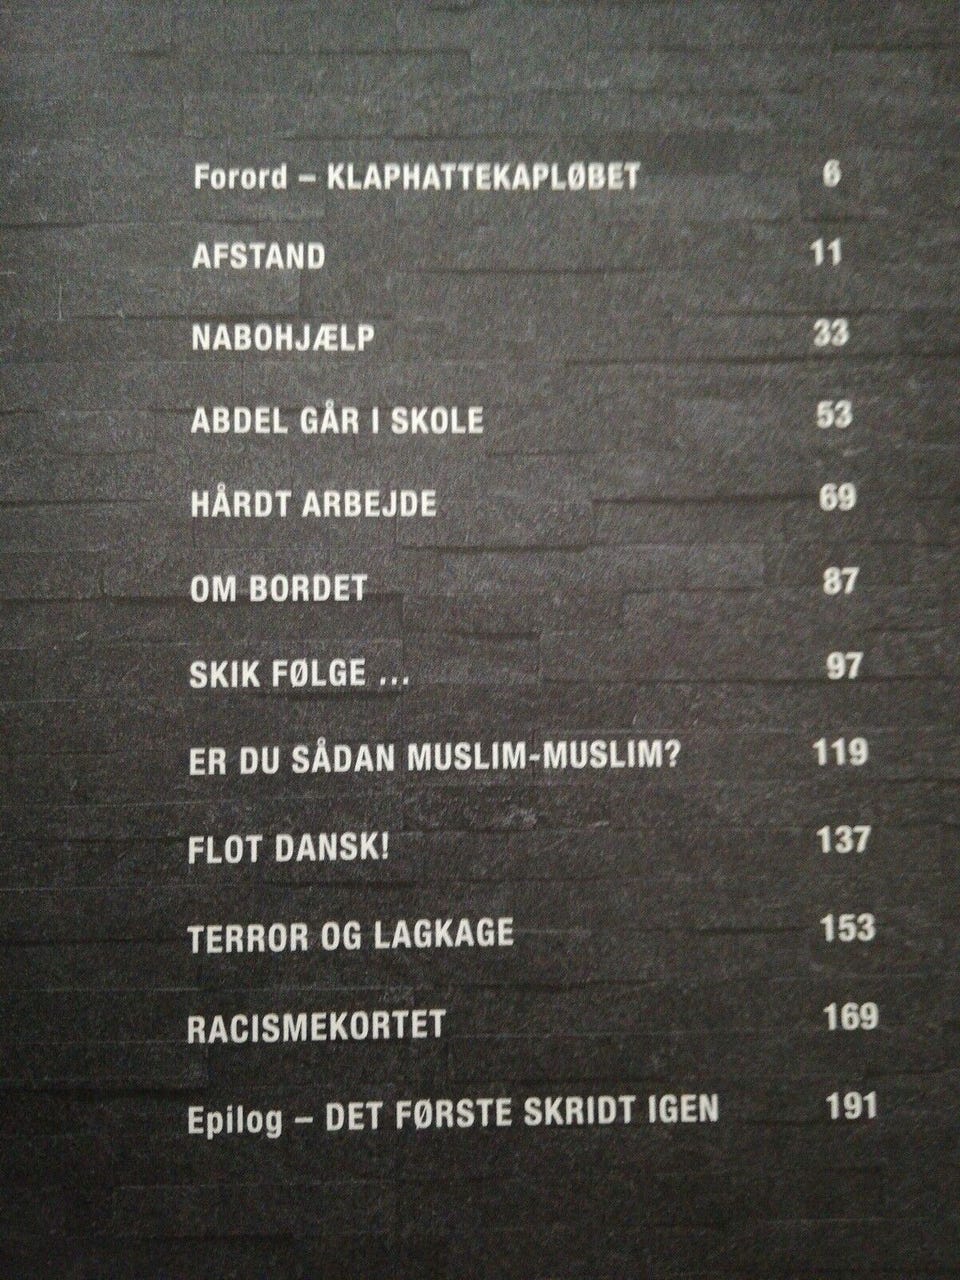 Forord – KLAPHATTEKAPLØBET 6
AFSTAND 11
NABOHJÆLP 33
ABDEL GÅR I SKOLE 53
HÅRDT ARBEJDE 69
OM BORDET 87
SKIK FØLGE ... 97
ER DU SÅDAN MUSLIM-MUSLIM? 119
FLOT DANSK! 137
TERROR OG LAGKAGE 153
RACISMEKORTET 169
Epilog – DET FØRSTE SKRIDT IGEN 191